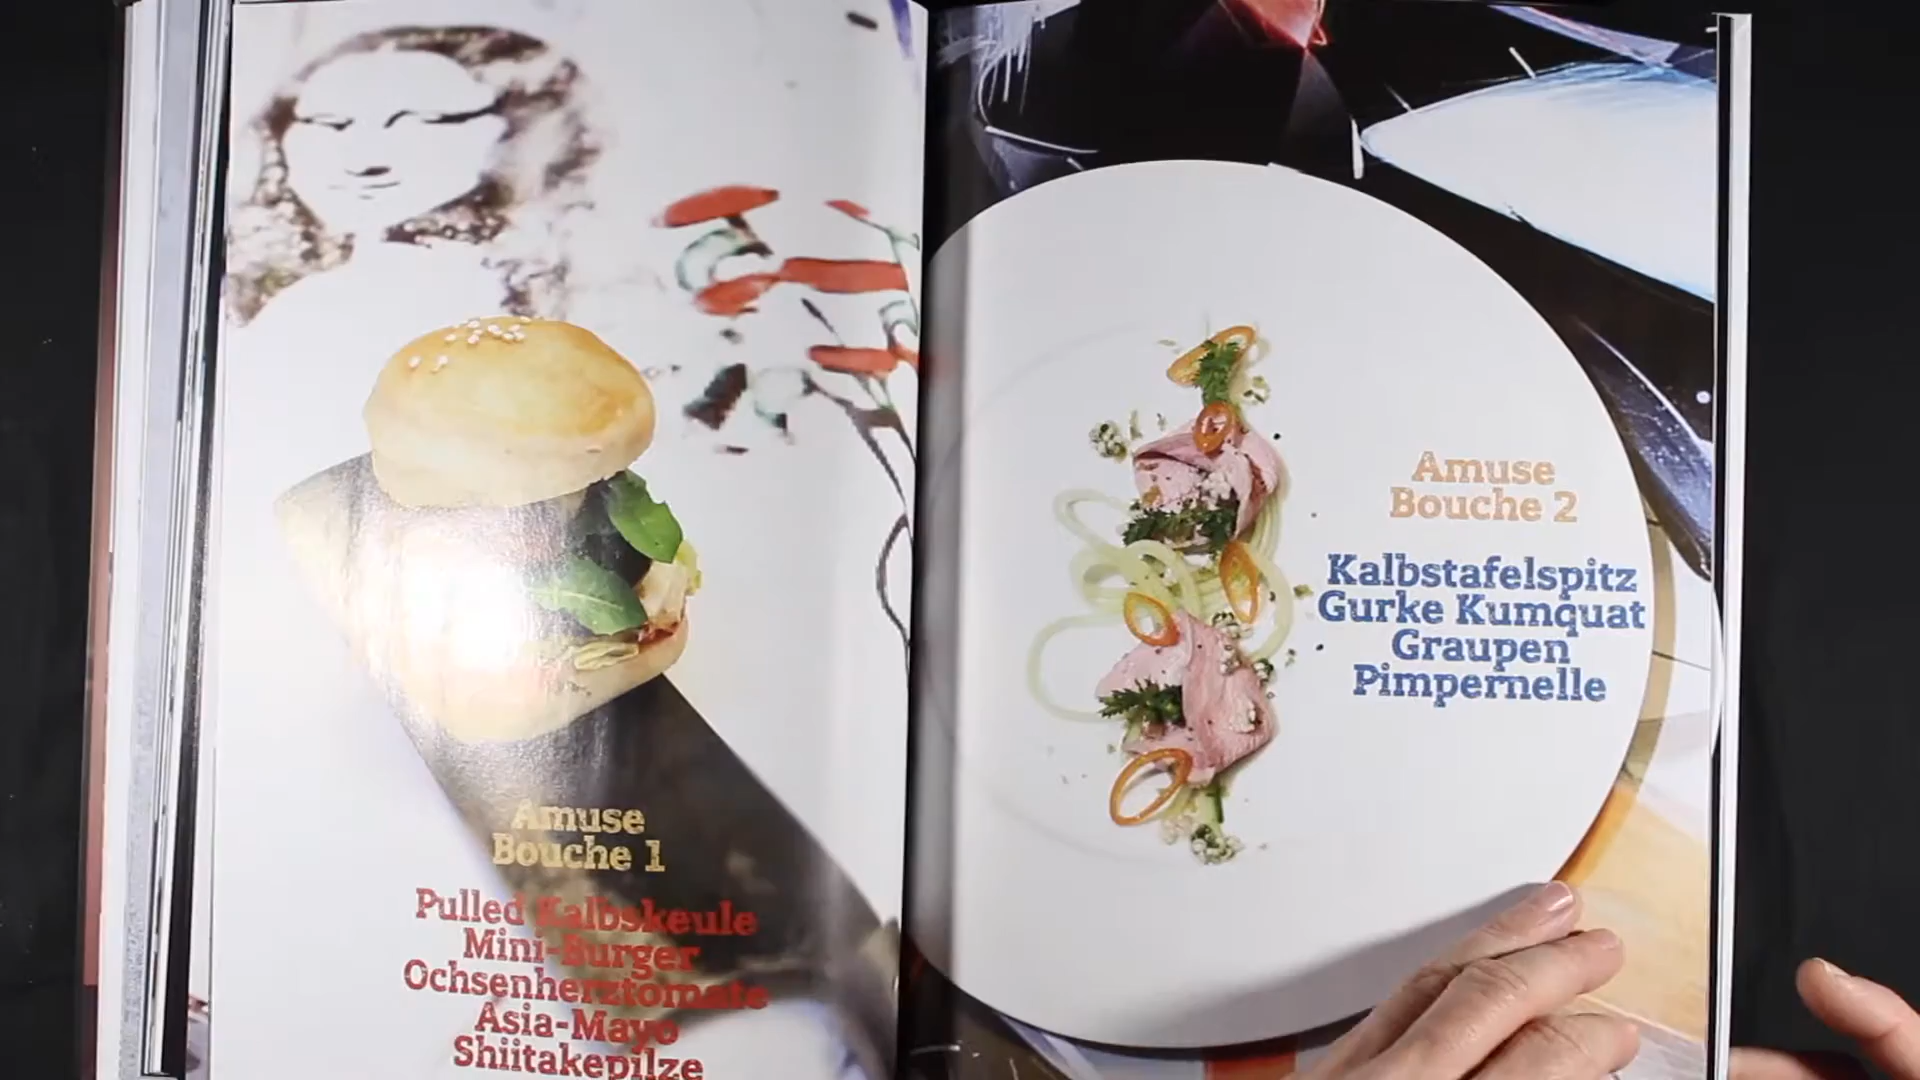 Amuse
Bouche 1
Pulled Kalbskeule
Mini-Burger
Ochsenherztomate
Asia-Mayo
Shiitakepilze
Amuse
Bouche 2
Kalbstafelspitz
Gurke Kumquat
Graupen
Pimpernelle